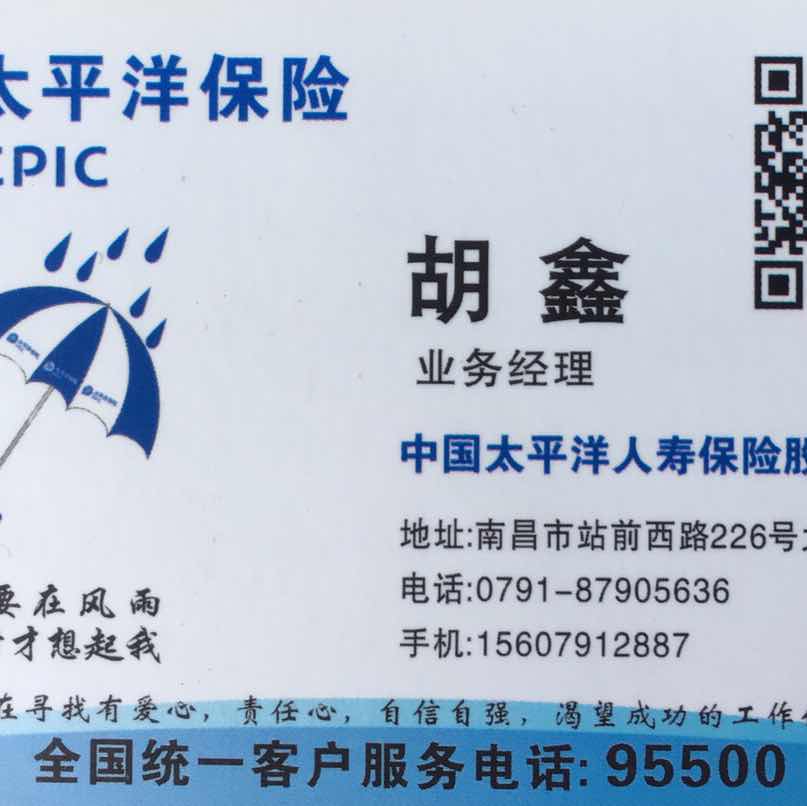 太平洋保险
CPIC
胡鑫
业务经理
中国太平洋人寿保险股
地址:南昌市站前西路226号
电话:0791-87905636
手机:15607912887
要在风雨
才想起我
在寻找有爱心，责任心，自信自强，渴望成功的工作
全国统一客户服务电话: 95500